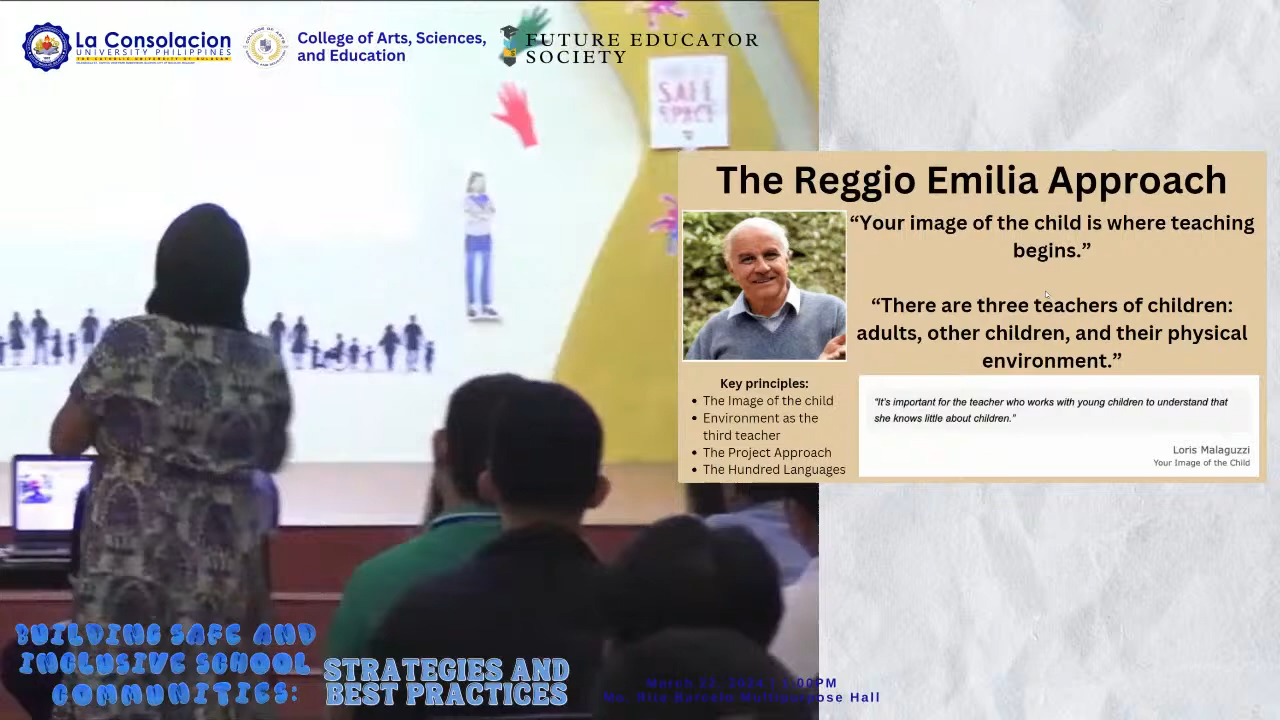 La Consolacion
UNIVERSITY PHILIPPINES
College of Arts, Sciences,
and Education
FUTURE EDUCATOR
SOCIETY
SAFE
SPACE
The Reggio Emilia Approach
“Your image of the child is where teaching
begins.”
“There are three teachers of children:
adults, other children, and their physical
environment.”
Key principles:
• The Image of the child
• Environment as the
third teacher
• The Project Approach
• The Hundred Languages
“It's important for the teacher who works with young children to understand that
she knows little about children.”
Loris Malaguzzi
Your Image of the Child
BUILDING SAFE AND
INCLUSIVE SCHOOL
COMMUNITIES:
STRATEGIES AND
BEST PRACTICES
Multipurpose Hall